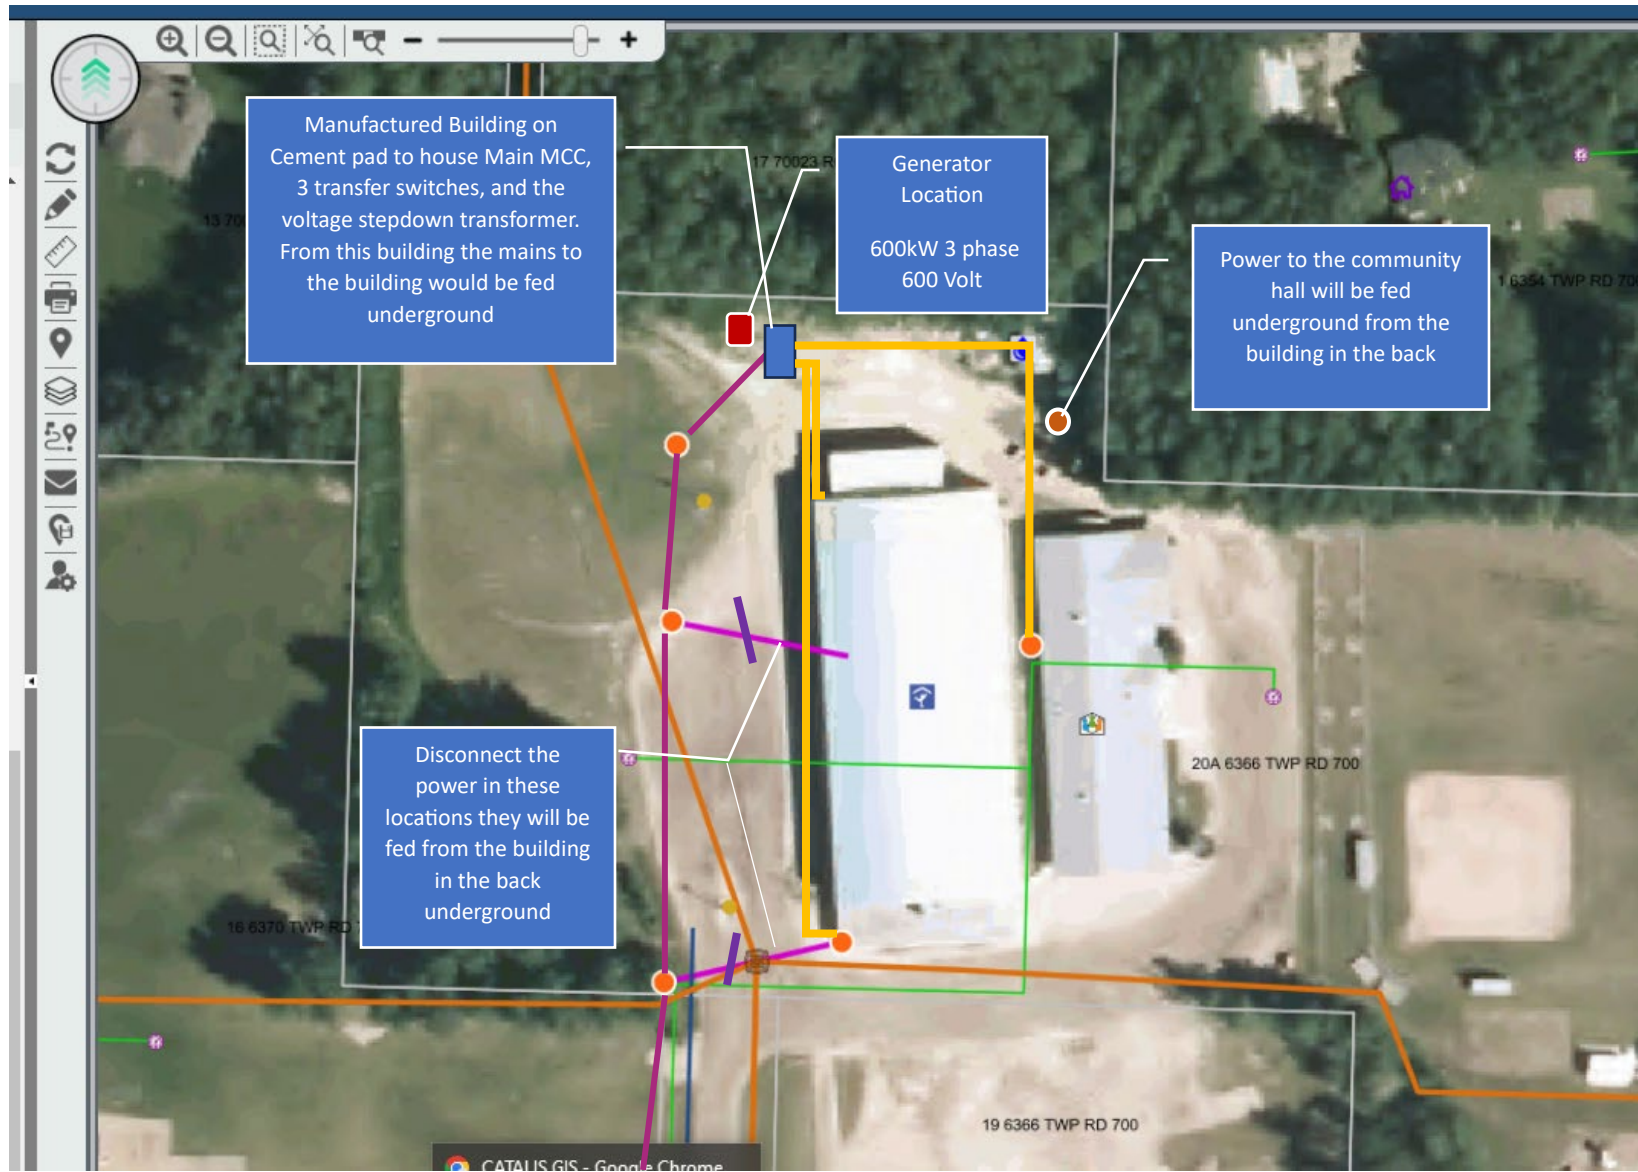 Manufactured Building on
Cement pad to house Main MCC,
3 transfer switches, and the
voltage stepdown transformer.
From this building the mains to
the building would be fed
underground
17 70023 R
Generator
Location
600kW 3 phase
600 Volt
Power to the community
hall will be fed
underground from the
building in the back
1 6354 TWP RD 700
13 70
Disconnect the
power in these
locations they will be
fed from the building
in the back
underground
20A 6366 TWP RD 700
16 6370 TWP RD
19 6366 TWP RD 700
CATALIS GIS - Google Chrome